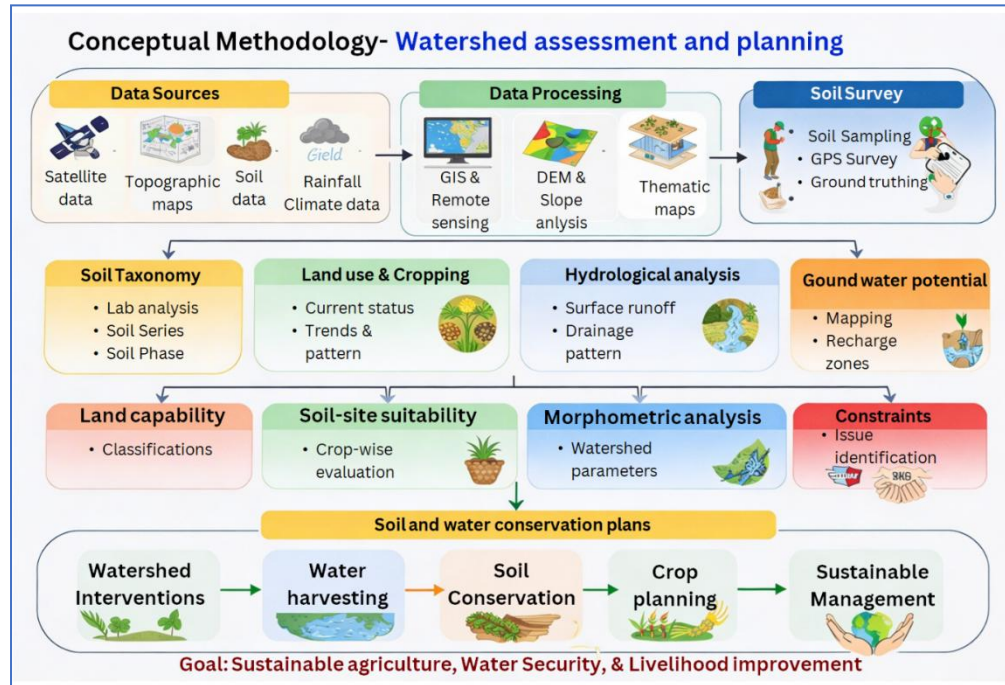 Conceptual Methodology- Watershed assessment and planning
Data Sources
Satellite
data
Topographic
maps
Soil
data
Rainfall
Climate data
Data Processing
GIS &
Remote
sensing
DEM &
Slope
anlysis
Thematic
maps
Soil Survey
• Soil Sampling
• GPS Survey
• Ground truthing
Soil Taxonomy
• Lab analysis
• Soil Series
• Soil Phase
Land use & Cropping
• Current status
• Trends &
pattern
Hydrological analysis
• Surface runoff
• Drainage
pattern
Gound water potential
• Mapping
• Recharge
zones
Land capability
• Classifications
Soil-site suitability
• Crop-wise
evaluation
Morphometric analysis
• Watershed
parameters
Constraints
• Issue
identification
Soil and water conservation plans
Watershed
Interventions
Water
harvesting
Soil
Conservation
Crop
planning
Sustainable
Management
Goal: Sustainable agriculture, Water Security, & Livelihood improvement